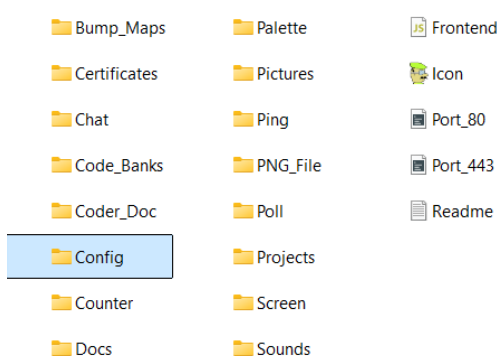 Bump_Maps
Certificates
Chat
Code_Banks
Coder_Doc
Config
Counter
Docs
Palette
Pictures
Ping
PNG_File
Poll
Projects
Screen
Sounds
JS Frontend
Icon
Port_80
Port_443
Readme